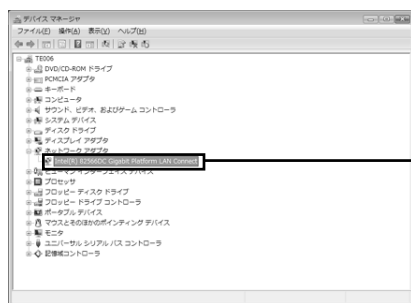 デバイス マネージャ
ファイル(F) 操作(A) 表示(V) ヘルプ(H)
TE006
DVD/CD-ROM ドライブ
PCMCIA アダプタ
キーボード
コンピュータ
サウンド、ビデオ、およびゲーム コントローラ
システム デバイス
ディスク ドライブ
ディスプレイ アダプタ
ネットワーク アダプタ
Intel(R) 82566DC Gigabit Platform LAN Connect
ヒューマン インターフェイス デバイス
プロセッサ
フロッピー ディスク ドライブ
フロッピー ドライブ コントローラ
ポータブル デバイス
マウスとそのほかのポインティング デバイス
モニタ
ユニバーサル シリアル バス コントローラ
記憶域コントローラ